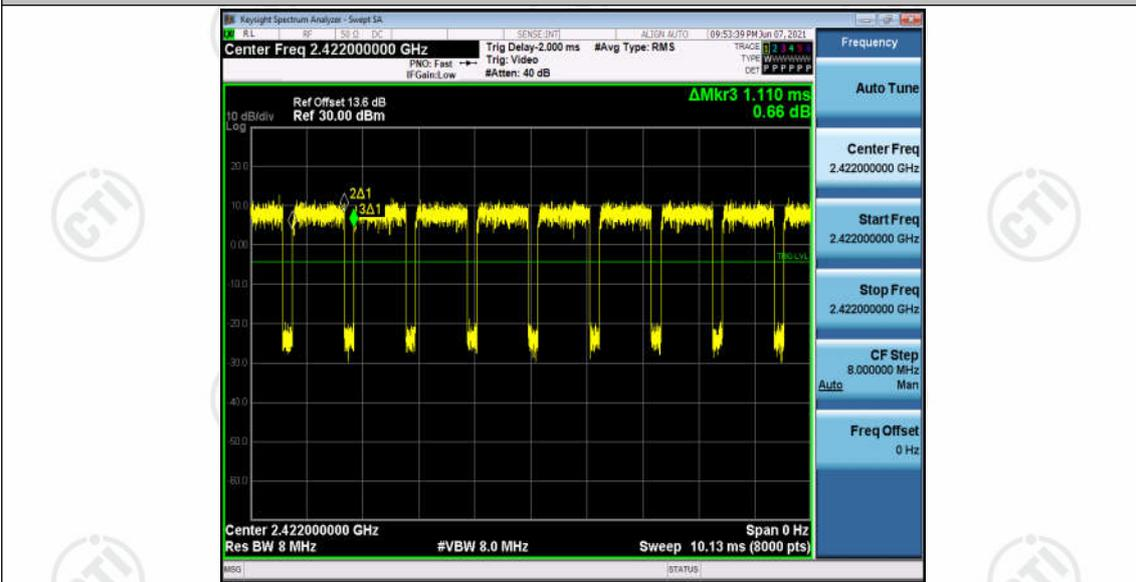 Keysight Spectrum Analyzer - Swept SA
RL RF 50 Ω DC SENSE:INT ALIGN AUTO 09:53:39 PM Jun 07, 2021
Center Freq 2.422000000 GHz
PNO: Fast
IFGain:Low
Trig Delay-2.000 ms
Trig: Video
#Atten: 40 dB
#Avg Type: RMS
TRACE 1 2 3 4 5 6
TYPE WWWWWW
DET P P P P P P
Frequency
Auto Tune
Center Freq
2.422000000 GHz
Start Freq
2.422000000 GHz
Stop Freq
2.422000000 GHz
CF Step
8.000000 MHz
Auto Man
Freq Offset
0 Hz
ΔMkr3 1.110 ms
0.66 dB
Ref Offset 13.6 dB
10 dB/div Ref 30.00 dBm
Log
20.0
10.0
0.00
-10.0
-20.0
-30.0
-40.0
-50.0
-60.0
2Δ1
3Δ1
TRIG LVL
Center 2.422000000 GHz Span 0 Hz
Res BW 8 MHz #VBW 8.0 MHz Sweep 10.13 ms (8000 pts)
MSG STATUS
CTI
CTI
CTI
CTI